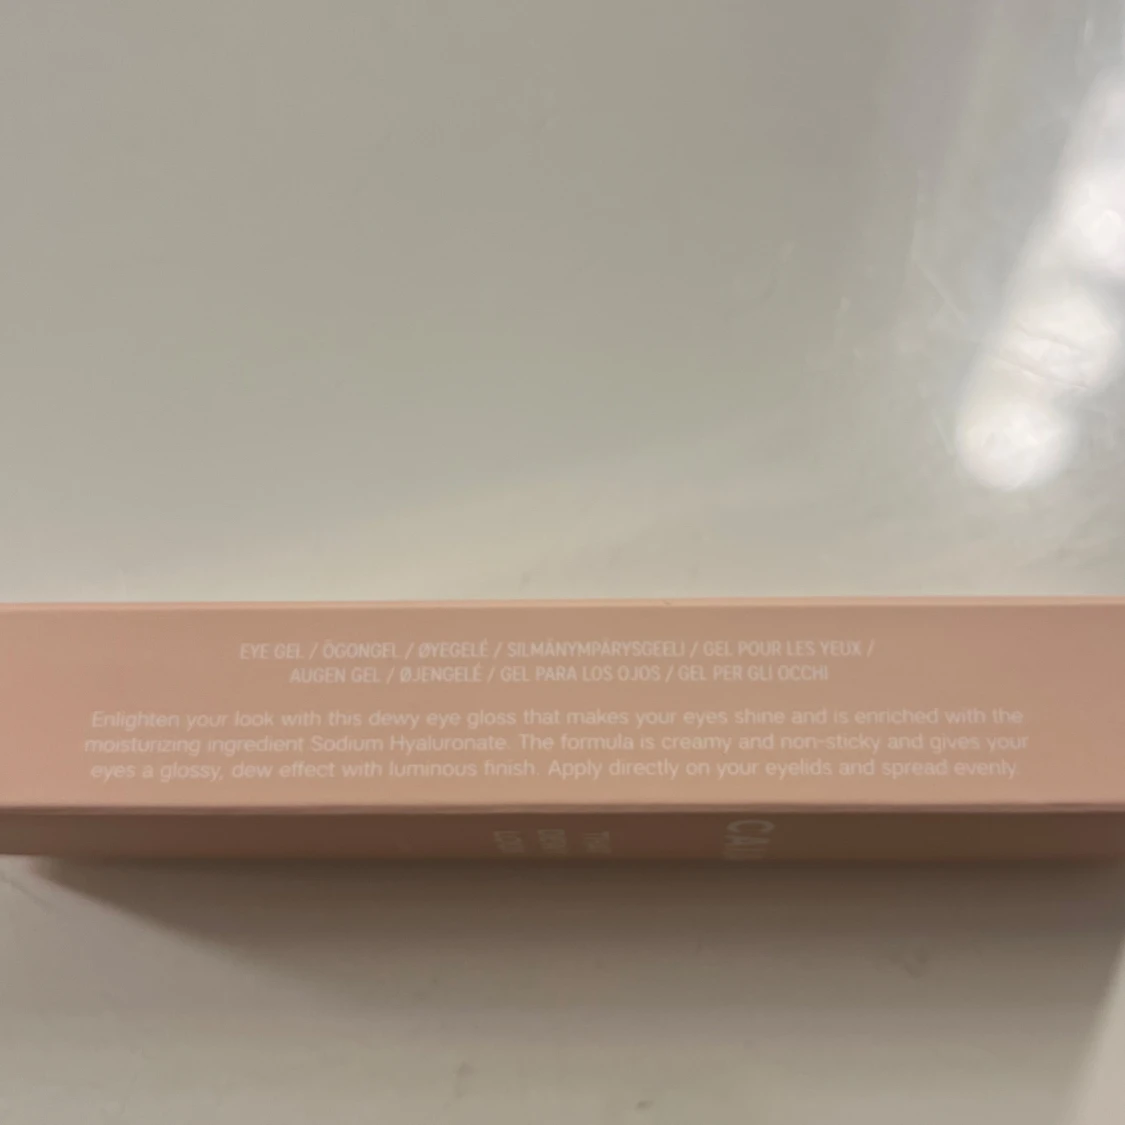 EYE GEL / ÖGONGEL / ØYEGELÉ / SILMÄNYMPÄRYSGEELI / GEL POUR LES YEUX /
AUGEN GEL / ØJENGELÉ / GEL PARA LOS OJOS / GEL PER GLI OCCHI
Enlighten your look with this dewy eye gloss that makes your eyes shine and is enriched with the
moisturizing ingredient Sodium Hyaluronate. The formula is creamy and non-sticky and gives your
eyes a glossy, dew effect with luminous finish. Apply directly on your eyelids and spread evenly.